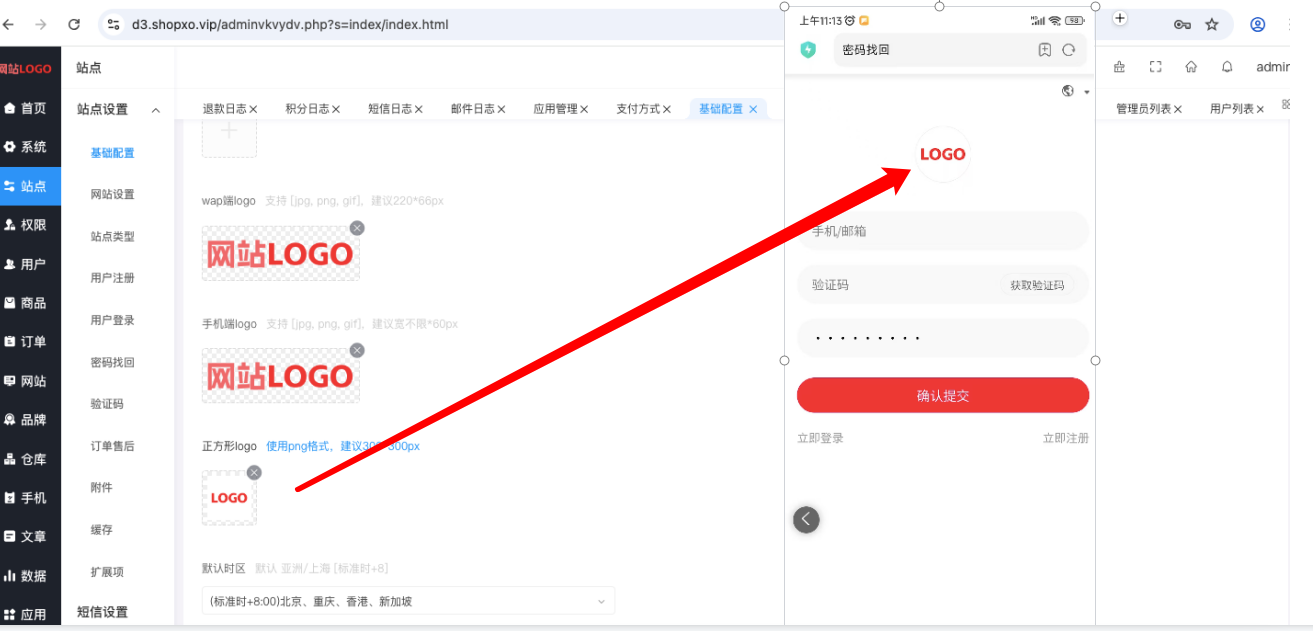 d3.shopxo.vip/adminvkvydv.php?s=index/index.html
网站LOGO
站点
admin
首页
系统
站点
权限
用户
商品
订单
网站
品牌
仓库
手机
文章
数据
应用
站点设置
基础配置
网站设置
站点类型
用户注册
用户登录
密码找回
验证码
订单售后
附件
缓存
扩展项
短信设置
退款日志 积分日志 短信日志 邮件日志 应用管理 支付方式 基础配置 管理员列表 用户列表
wap端logo 支持 [jpg, png, gif]，建议220*66px
网站LOGO
手机端logo 支持 [jpg, png, gif]，建议宽不限*60px
网站LOGO
正方形logo 使用png格式，建议300*300px
LOGO
默认时区 默认 亚洲/上海 [标准时+8]
(标准时+8:00)北京、重庆、香港、新加坡
上午11:13
98
密码找回
LOGO
手机/邮箱
验证码 获取验证码
确认提交
立即登录 立即注册